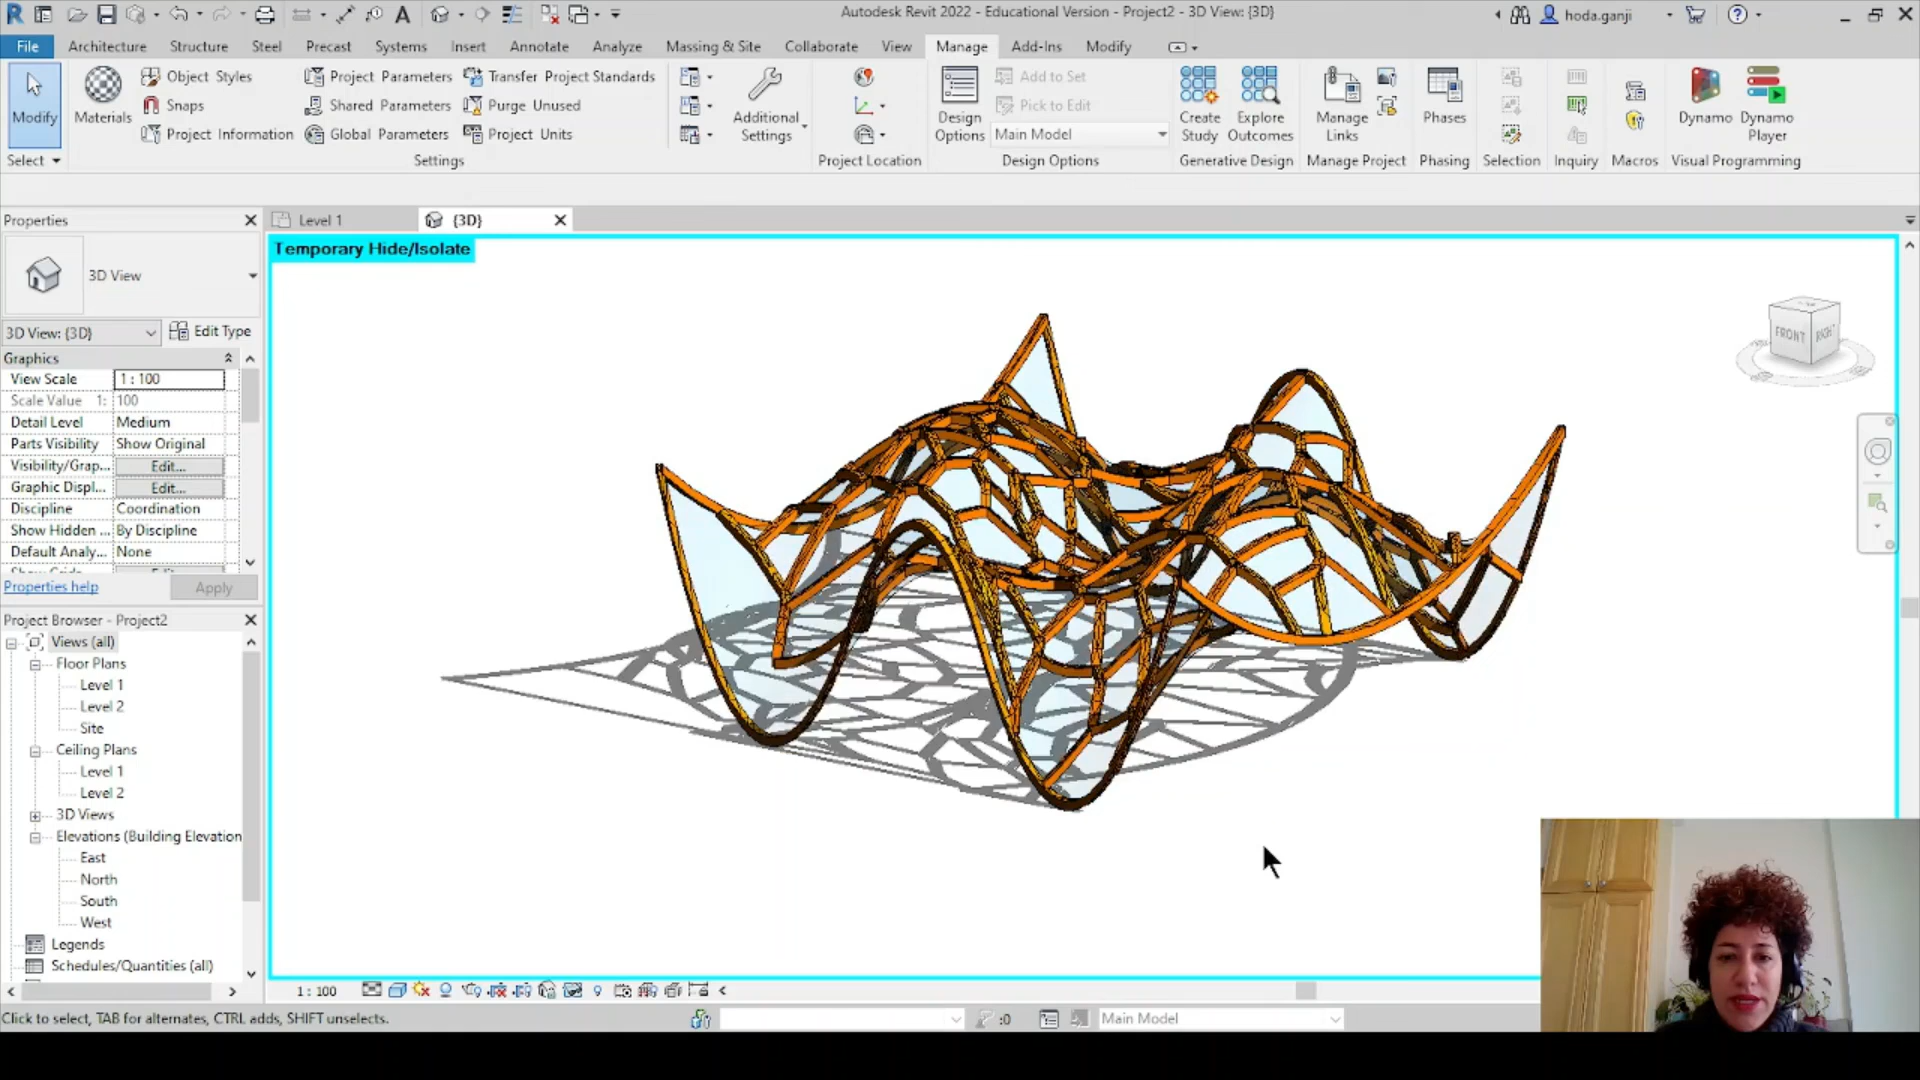 Autodesk Revit 2022 - Educational Version - Project2 - 3D View: {3D}
hoda.ganji
File Architecture Structure Steel Precast Systems Insert Annotate Analyze Massing & Site Collaborate View Manage Add-Ins Modify
Modify
Materials
Object Styles
Snaps
Project Information
Project Parameters
Shared Parameters
Global Parameters
Transfer Project Standards
Purge Unused
Project Units
Additional Settings
Design Options
Add to Set
Pick to Edit
Main Model
Create Study
Explore Outcomes
Manage Links
Phases
Dynamo
Dynamo Player
Select Settings Project Location Design Options Generative Design Manage Project Phasing Selection Inquiry Macros Visual Programming
Properties
Level 1
{3D}
Temporary Hide/Isolate
3D View
FRONT
RIGHT
3D View: {3D}
Edit Type
Graphics
View Scale 1 : 100
Scale Value 1: 100
Detail Level Medium
Parts Visibility Show Original
Visibility/Grap... Edit...
Graphic Displ... Edit...
Discipline Coordination
Show Hidden ... By Discipline
Default Analy... None
Properties help
Apply
Project Browser - Project2
Views (all)
Floor Plans
Level 1
Level 2
Site
Ceiling Plans
Level 1
Level 2
3D Views
Elevations (Building Elevation
East
North
South
West
Legends
Schedules/Quantities (all)
1 : 100
Click to select, TAB for alternates, CTRL adds, SHIFT unselects.
:0
Main Model